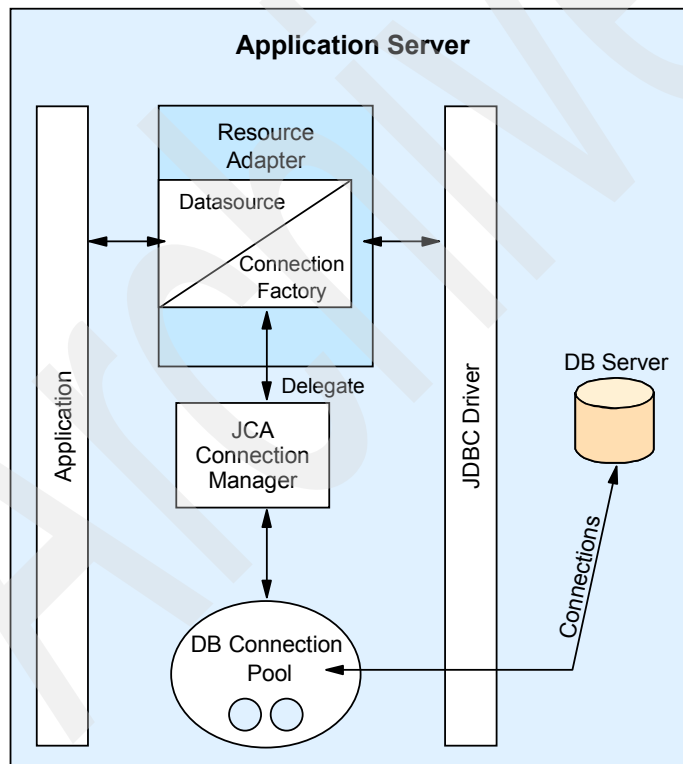 Application Server
Resource
Adapter
Datasource
Connection
Factory
Delegate
JCA
Connection
Manager
DB Connection
Pool
Application
JDBC Driver
DB Server
Connections
Archive